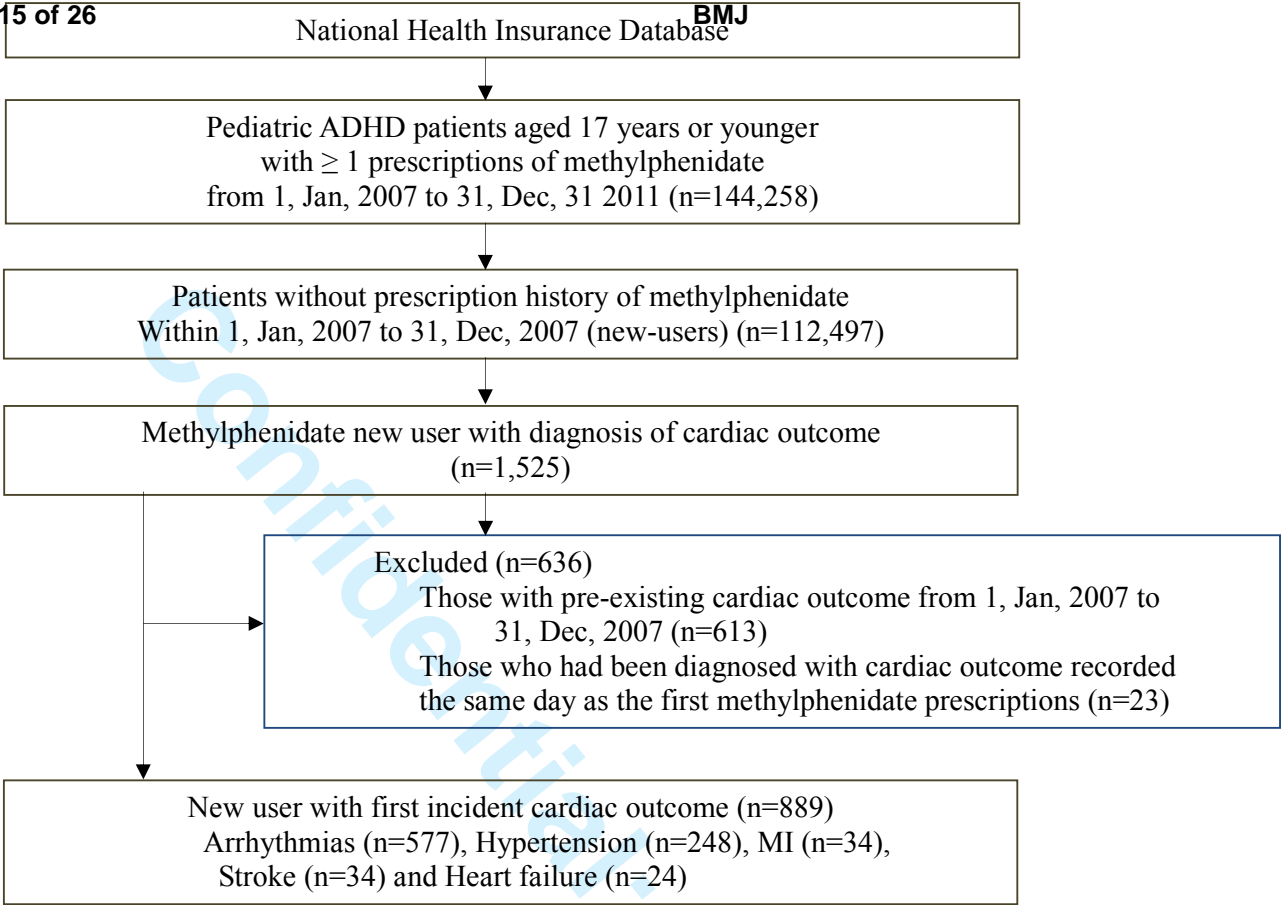 15 of 26
BMJ
National Health Insurance Database
Pediatric ADHD patients aged 17 years or younger
with ≥ 1 prescriptions of methylphenidate
from 1, Jan, 2007 to 31, Dec, 31 2011 (n=144,258)
Patients without prescription history of methylphenidate
Within 1, Jan, 2007 to 31, Dec, 2007 (new-users) (n=112,497)
Methylphenidate new user with diagnosis of cardiac outcome
(n=1,525)
Excluded (n=636)
Those with pre-existing cardiac outcome from 1, Jan, 2007 to
31, Dec, 2007 (n=613)
Those who had been diagnosed with cardiac outcome recorded
the same day as the first methylphenidate prescriptions (n=23)
New user with first incident cardiac outcome (n=889)
Arrhythmias (n=577), Hypertension (n=248), MI (n=34),
Stroke (n=34) and Heart failure (n=24)
Confidential: